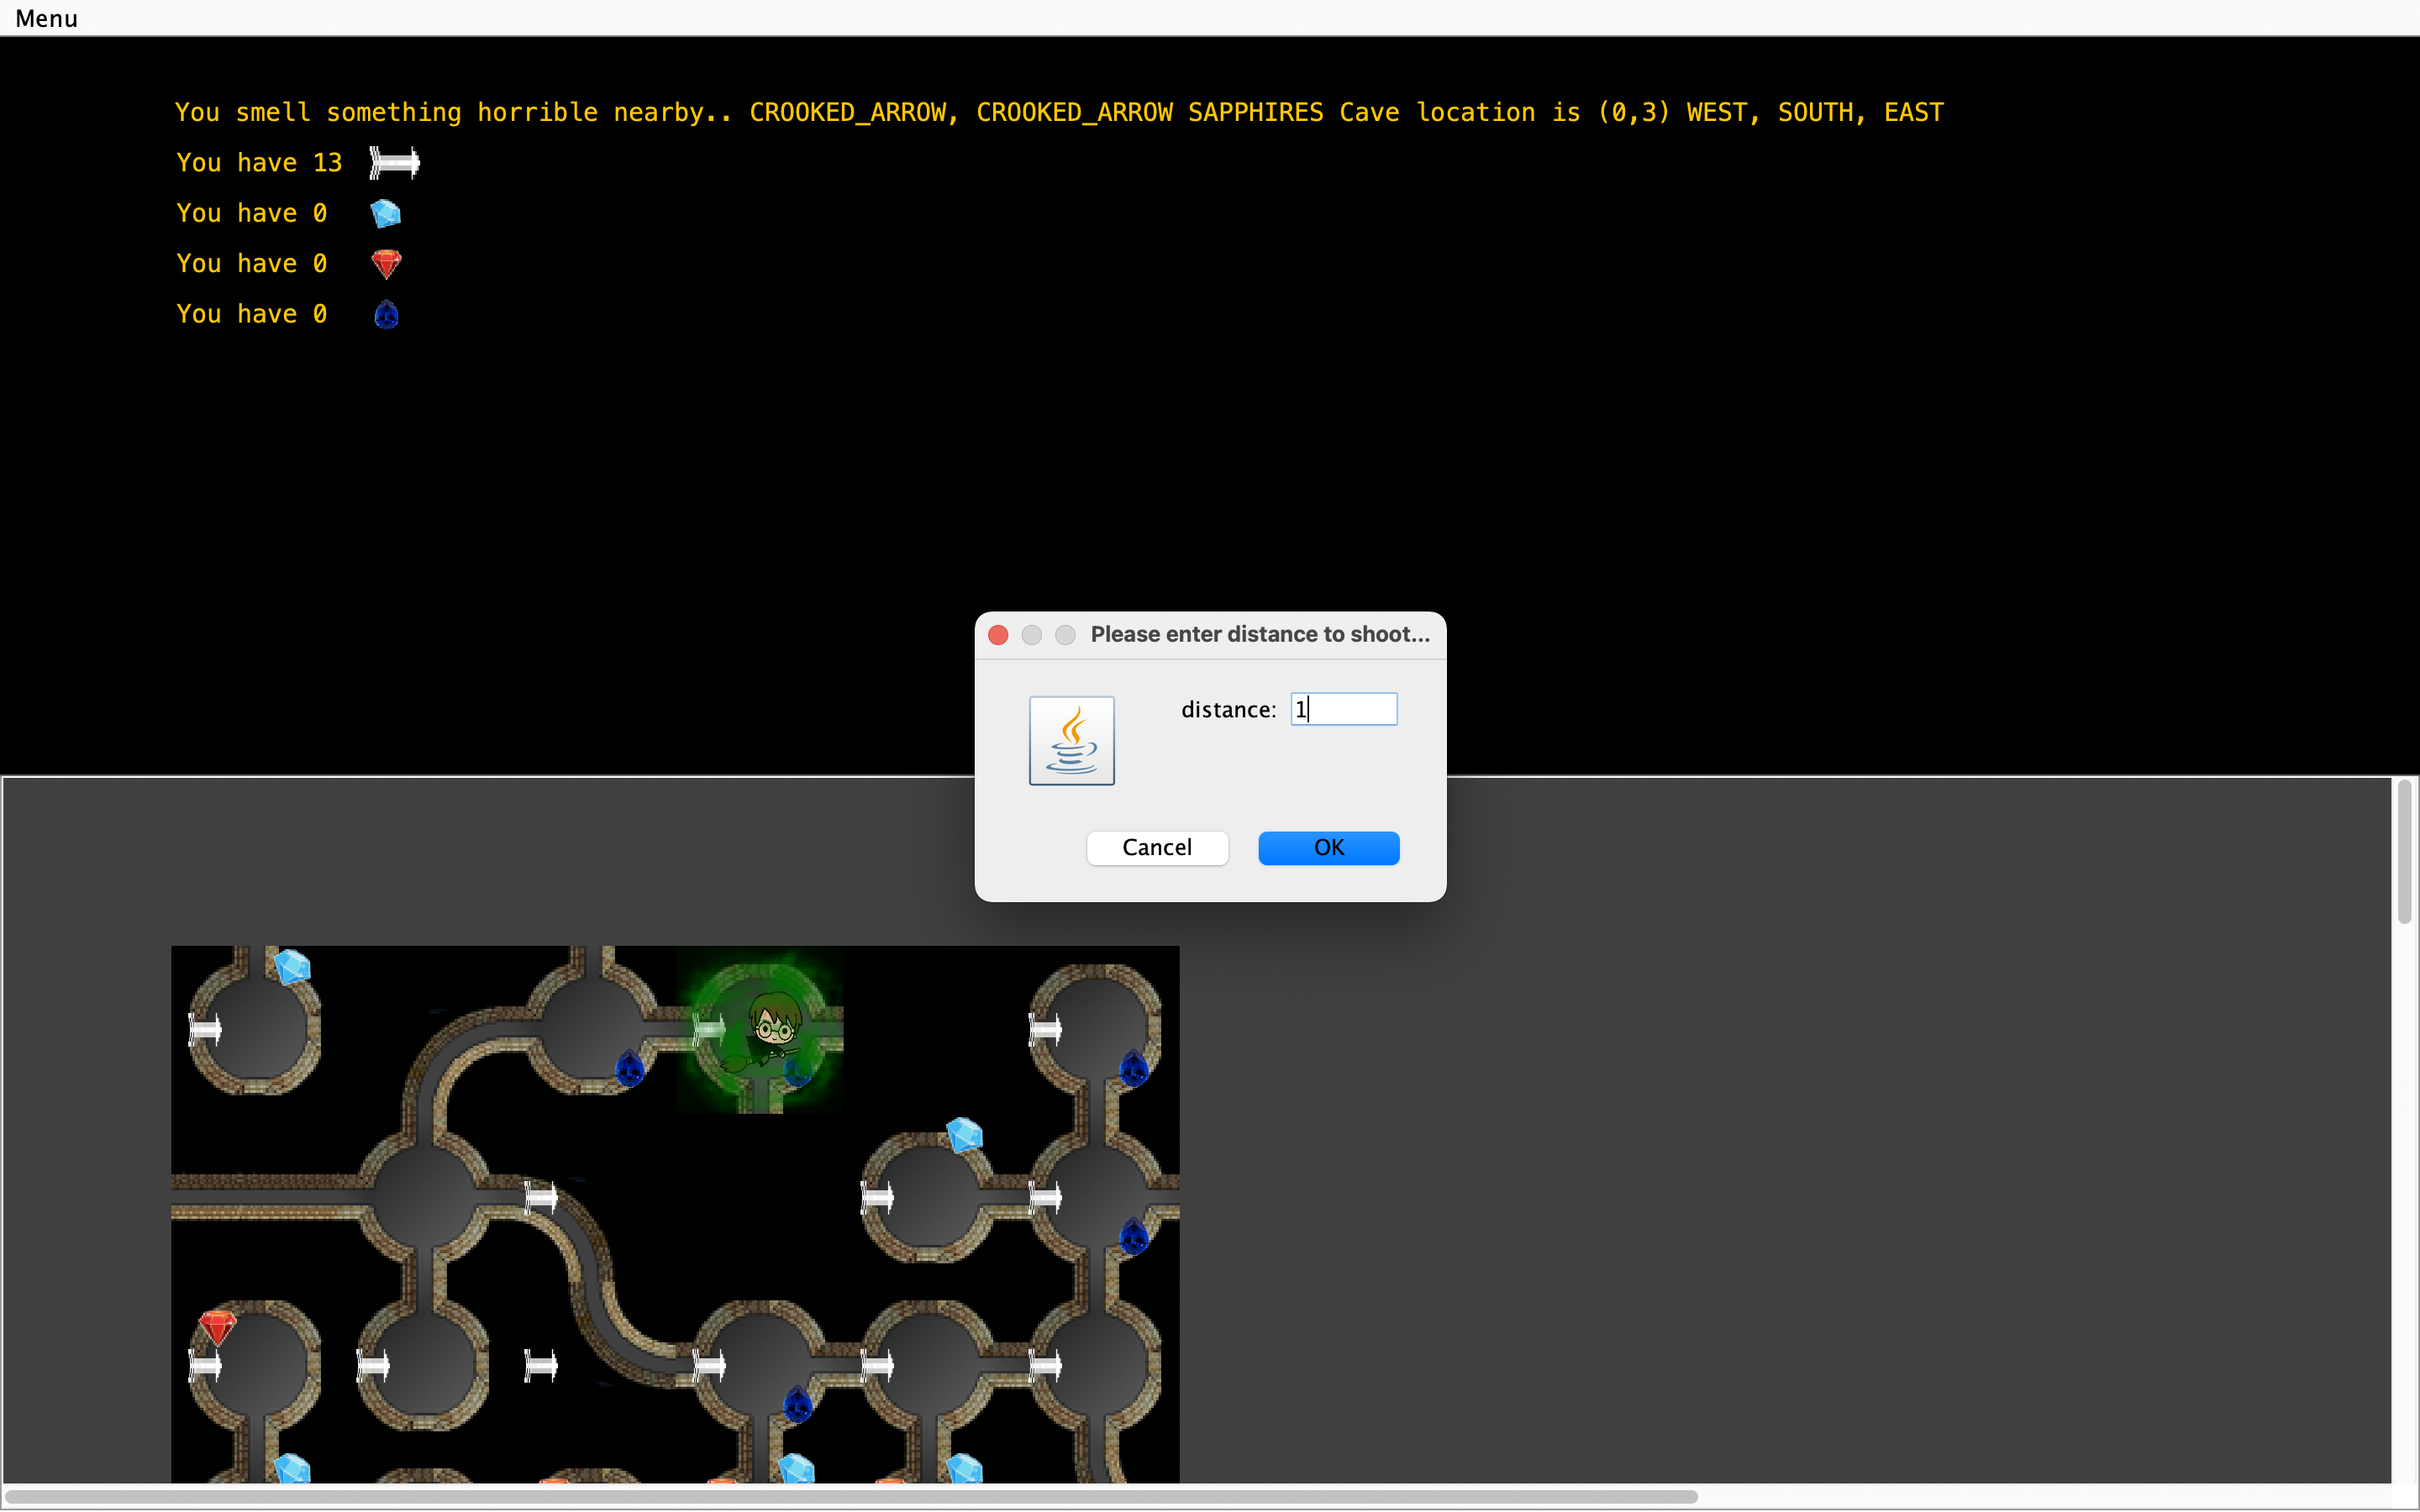 Menu
You smell something horrible nearby.. CROOKED_ARROW, CROOKED_ARROW SAPPHIRES Cave location is (0,3) WEST, SOUTH, EAST
You have 13
You have 0
You have 0
You have 0
Please enter distance to shoot...
distance: 1
Cancel OK